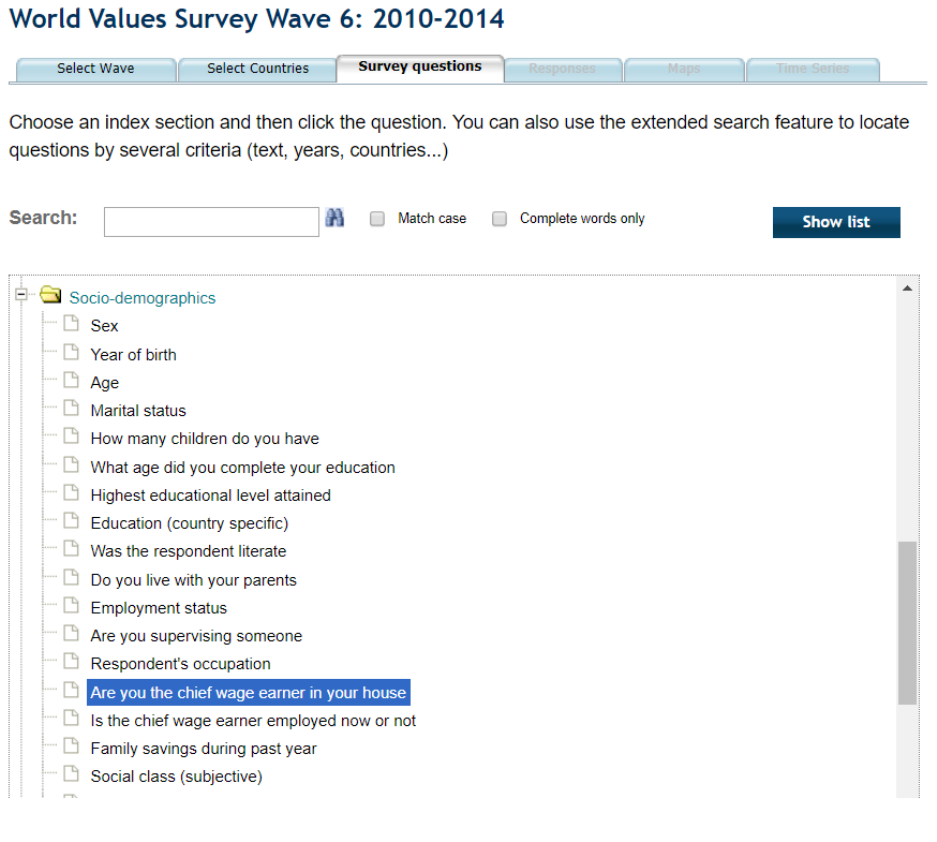 World Values Survey Wave 6: 2010-2014
Select Wave Select Countries Survey questions Responses Maps Time Series
Choose an index section and then click the question. You can also use the extended search feature to locate
questions by several criteria (text, years, countries...)
Search: Match case Complete words only Show list
Socio-demographics
Sex
Year of birth
Age
Marital status
How many children do you have
What age did you complete your education
Highest educational level attained
Education (country specific)
Was the respondent literate
Do you live with your parents
Employment status
Are you supervising someone
Respondent's occupation
Are you the chief wage earner in your house
Is the chief wage earner employed now or not
Family savings during past year
Social class (subjective)